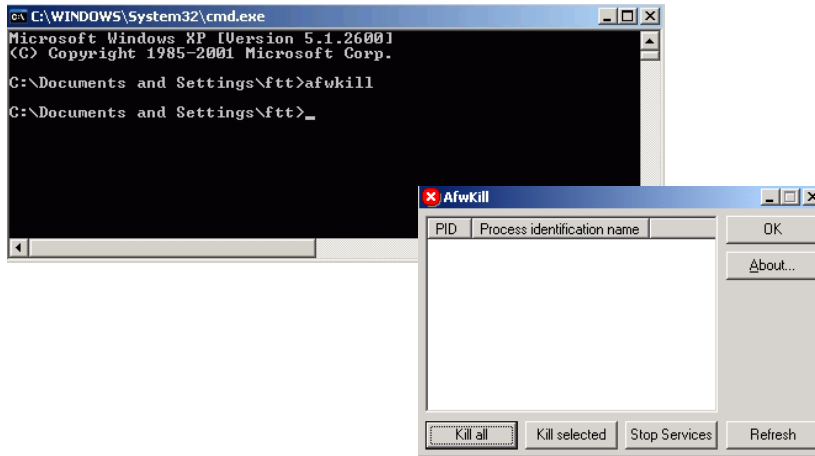 C:\WINDOWS\System32\cmd.exe
Microsoft Windows XP [Version 5.1.2600]
(C) Copyright 1985-2001 Microsoft Corp.
C:\Documents and Settings\ftt>afwkill
C:\Documents and Settings\ftt>_
AfwKill
PID Process identification name OK
About...
Kill all Kill selected Stop Services Refresh